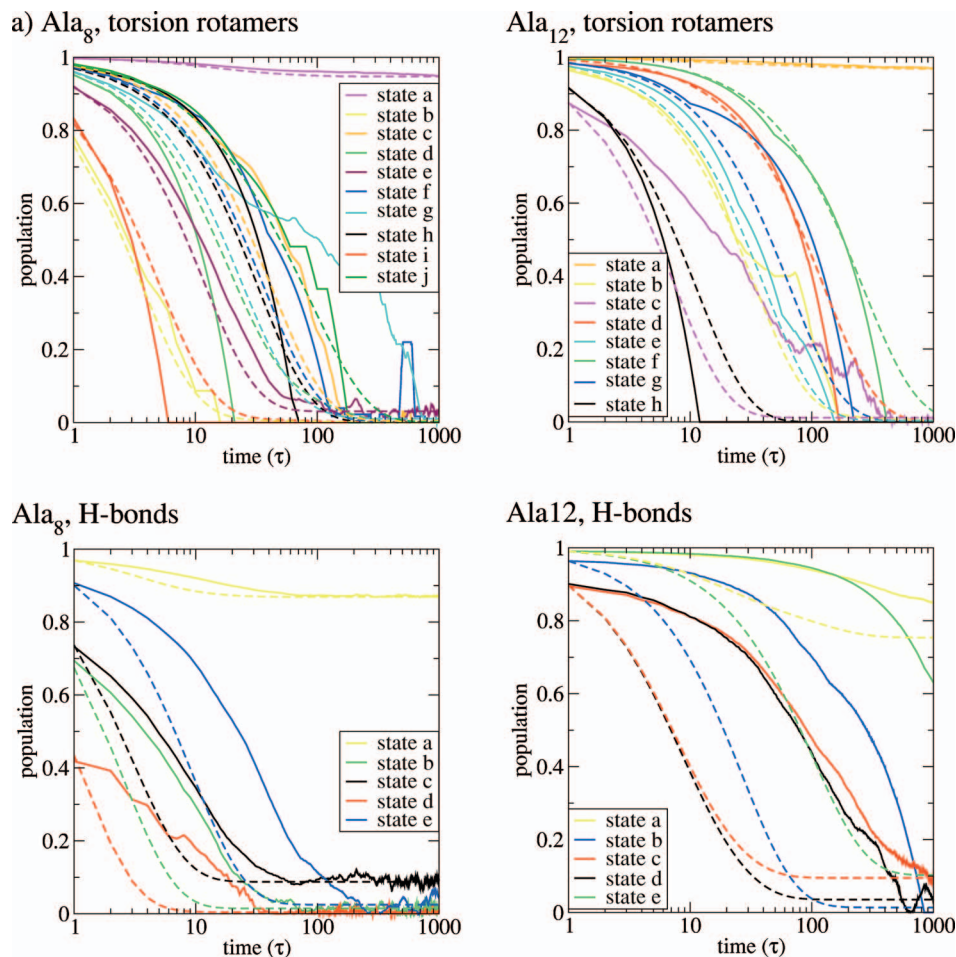 a) Ala8, torsion rotamers
1
0.8
0.6
0.4
0.2
0
population
1
10
100
1000
time (τ)
state a
state b
state c
state d
state e
state f
state g
state h
state i
state j
Ala12, torsion rotamers
1
0.8
0.6
0.4
0.2
0
population
1
10
100
1000
time (τ)
state a
state b
state c
state d
state e
state f
state g
state h
Ala8, H-bonds
1
0.8
0.6
0.4
0.2
0
population
1
10
100
1000
time (τ)
state a
state b
state c
state d
state e
Ala12, H-bonds
1
0.8
0.6
0.4
0.2
0
population
1
10
100
1000
time (τ)
state a
state b
state c
state d
state e